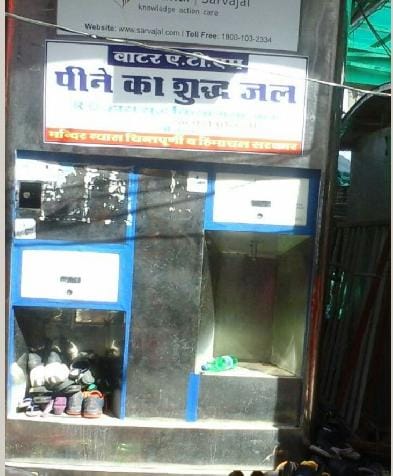 Sarvajal
knowledge action care
Website: www.sarvajal.com | Toll Free: 1800-103-2334
वाटर ए.टी.एम
पीने का शुद्ध जल
मन्दिर न्यास चिन्तपूर्णी व हिमाचल सरकार